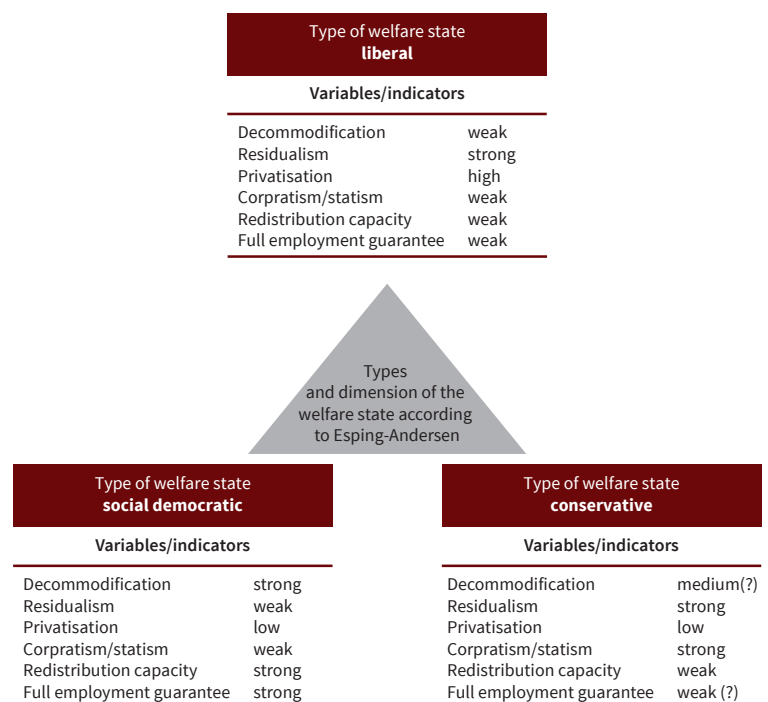 Type of welfare state
liberal
Variables/indicators
Decommodification weak
Residualism strong
Privatisation high
Corpratism/statism weak
Redistribution capacity weak
Full employment guarantee weak
Types
and dimension of the
welfare state according
to Esping-Andersen
Type of welfare state
social democratic
Variables/indicators
Decommodification strong
Residualism weak
Privatisation low
Corpratism/statism weak
Redistribution capacity strong
Full employment guarantee strong
Type of welfare state
conservative
Variables/indicators
Decommodification medium(?)
Residualism strong
Privatisation low
Corpratism/statism strong
Redistribution capacity weak
Full employment guarantee weak (?)